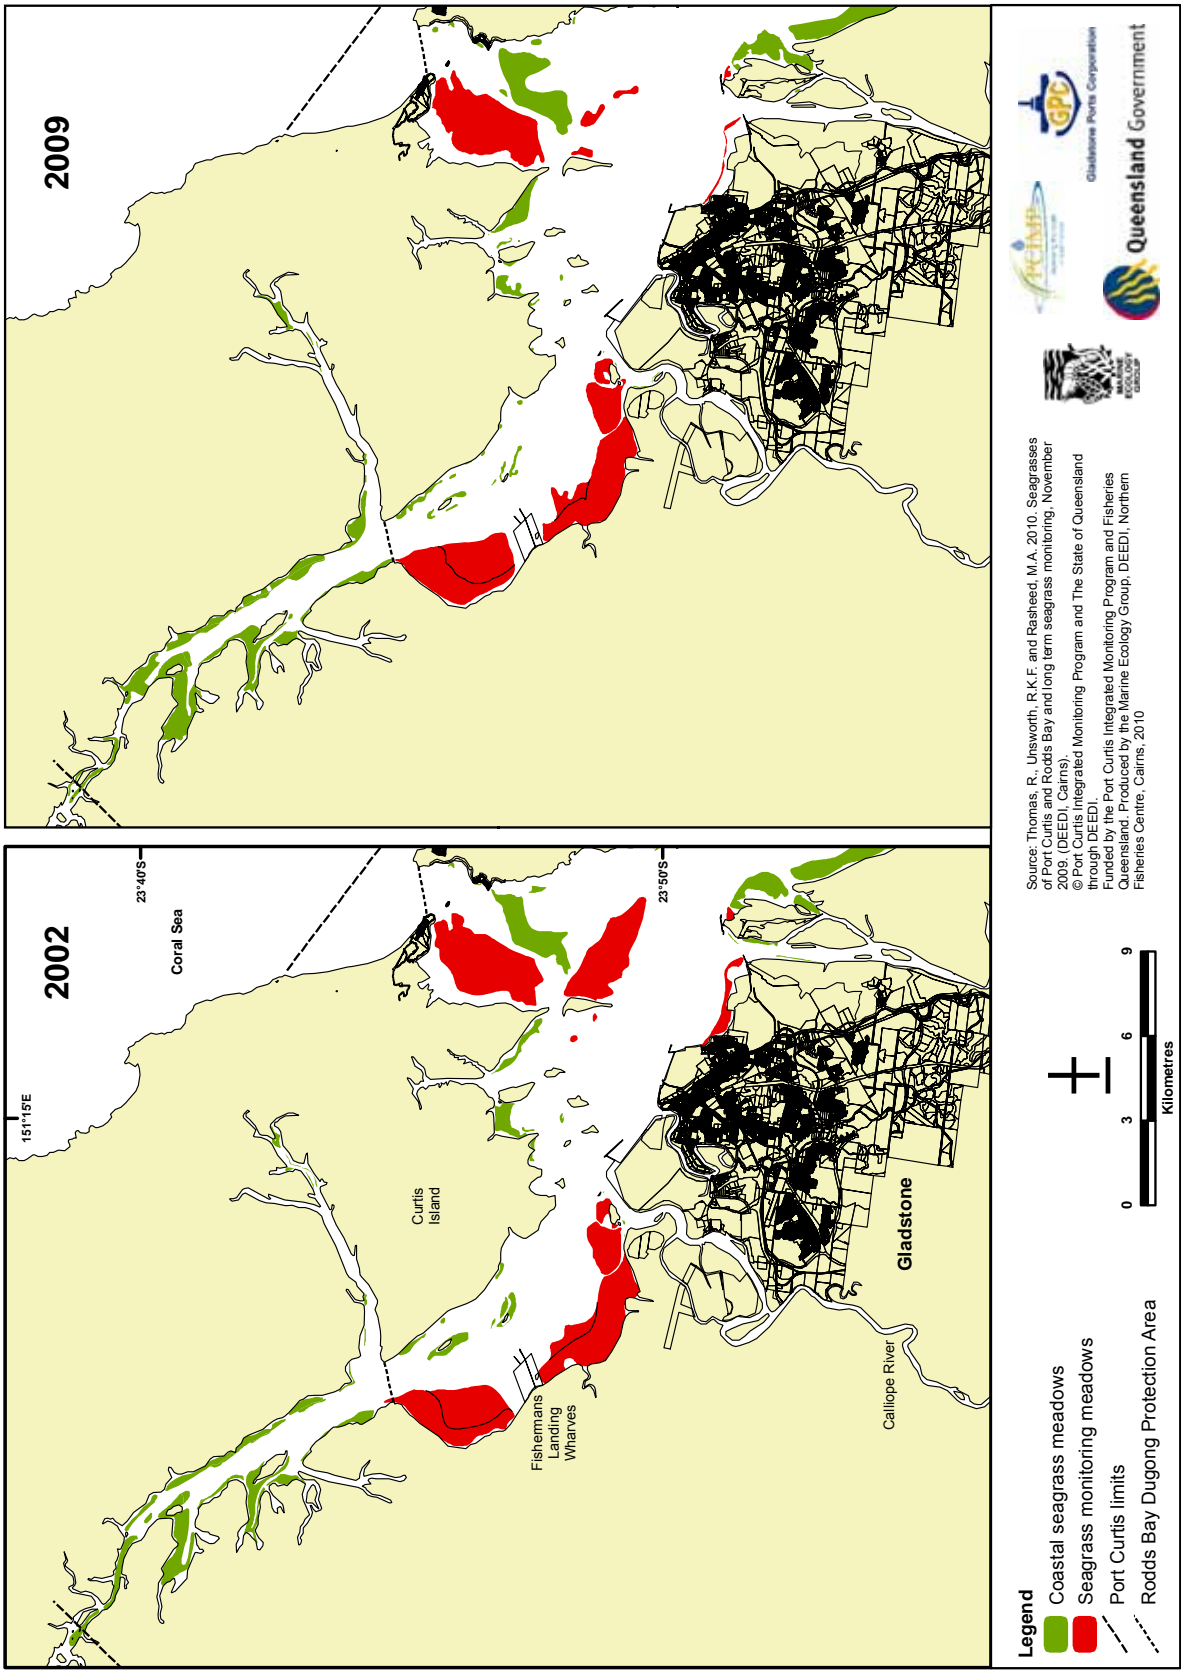 2002
2009
151°15'E
23°40'S
23°50'S
Coral Sea
Curtis
Island
Fishermans
Landing
Wharves
Gladstone
Calliope River
Legend
Coastal seagrass meadows
Seagrass monitoring meadows
Port Curtis limits
Rodds Bay Dugong Protection Area
0 3 6 9
Kilometres
Source: Thomas, R., Unsworth, R.K.F. and Rasheed, M.A. 2010. Seagrasses
of Port Curtis and Rodds Bay and long term seagrass monitoring, November
2009. (DEEDI, Cairns).
© Port Curtis Integrated Monitoring Program and The State of Queensland
through DEEDI.
Funded by the Port Curtis Integrated Monitoring Program and Fisheries
Queensland. Produced by the Marine Ecology Group, DEEDI, Northern
Fisheries Centre, Cairns, 2010
MARINE
ECOLOGY
GROUP
PCIMP
GPC
Gladstone Ports Corporation
Queensland Government